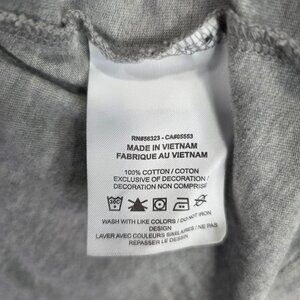 RN#56323 - CA#05553
MADE IN VIETNAM
FABRIQUE AU VIETNAM
100% COTTON / COTON
EXCLUSIVE OF DECORATION /
DECORATION NON COMPRISE
WASH WITH LIKE COLORS / DO NOT IRON
DESIGN
LAVER AVEC COULEURS SIMILAIRES / NE PAS
REPASSER LE DESSIN